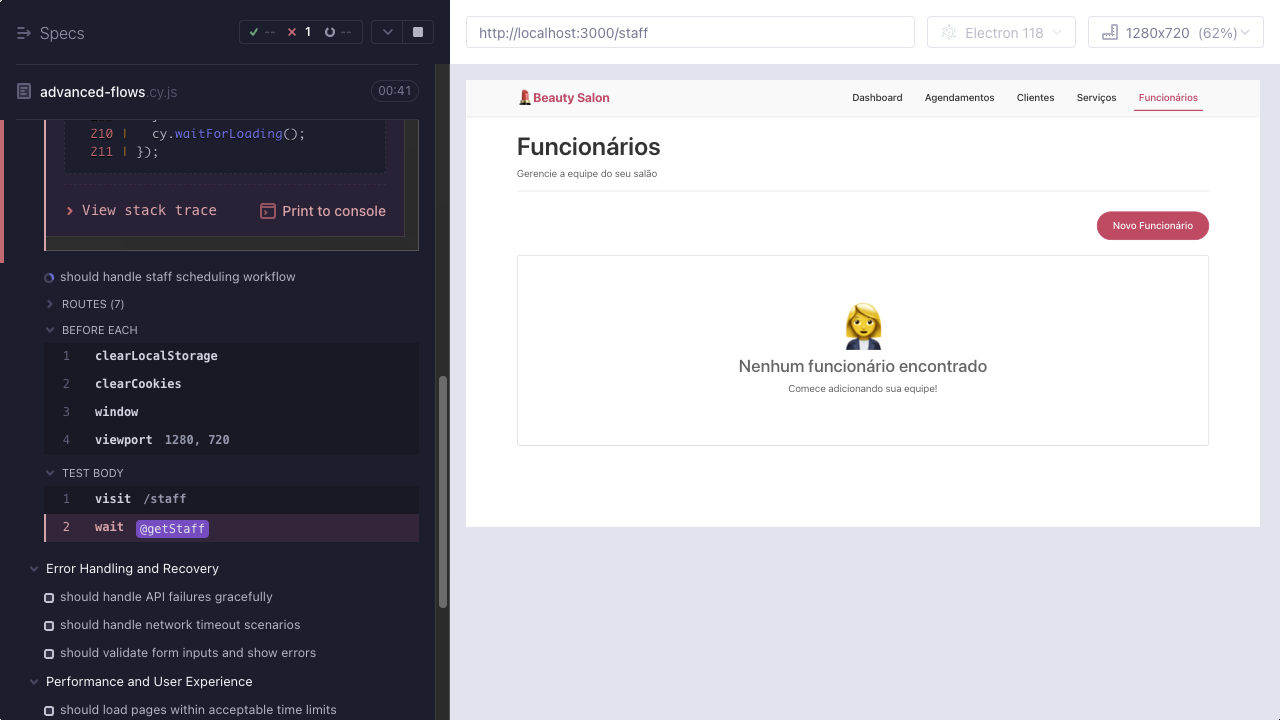 Specs
-- 1 --
advanced-flows.cy.js 00:41
210 | cy.waitForLoading();
211 | });
View stack trace Print to console
should handle staff scheduling workflow
ROUTES (7)
BEFORE EACH
1 clearLocalStorage
2 clearCookies
3 window
4 viewport 1280, 720
TEST BODY
1 visit /staff
2 wait @getStaff
Error Handling and Recovery
should handle API failures gracefully
should handle network timeout scenarios
should validate form inputs and show errors
Performance and User Experience
should load pages within acceptable time limits
http://localhost:3000/staff Electron 118 1280x720 (62%)
Beauty Salon Dashboard Agendamentos Clientes Serviços Funcionários
Funcionários
Gerencie a equipe do seu salão
Novo Funcionário
Nenhum funcionário encontrado
Comece adicionando sua equipe!